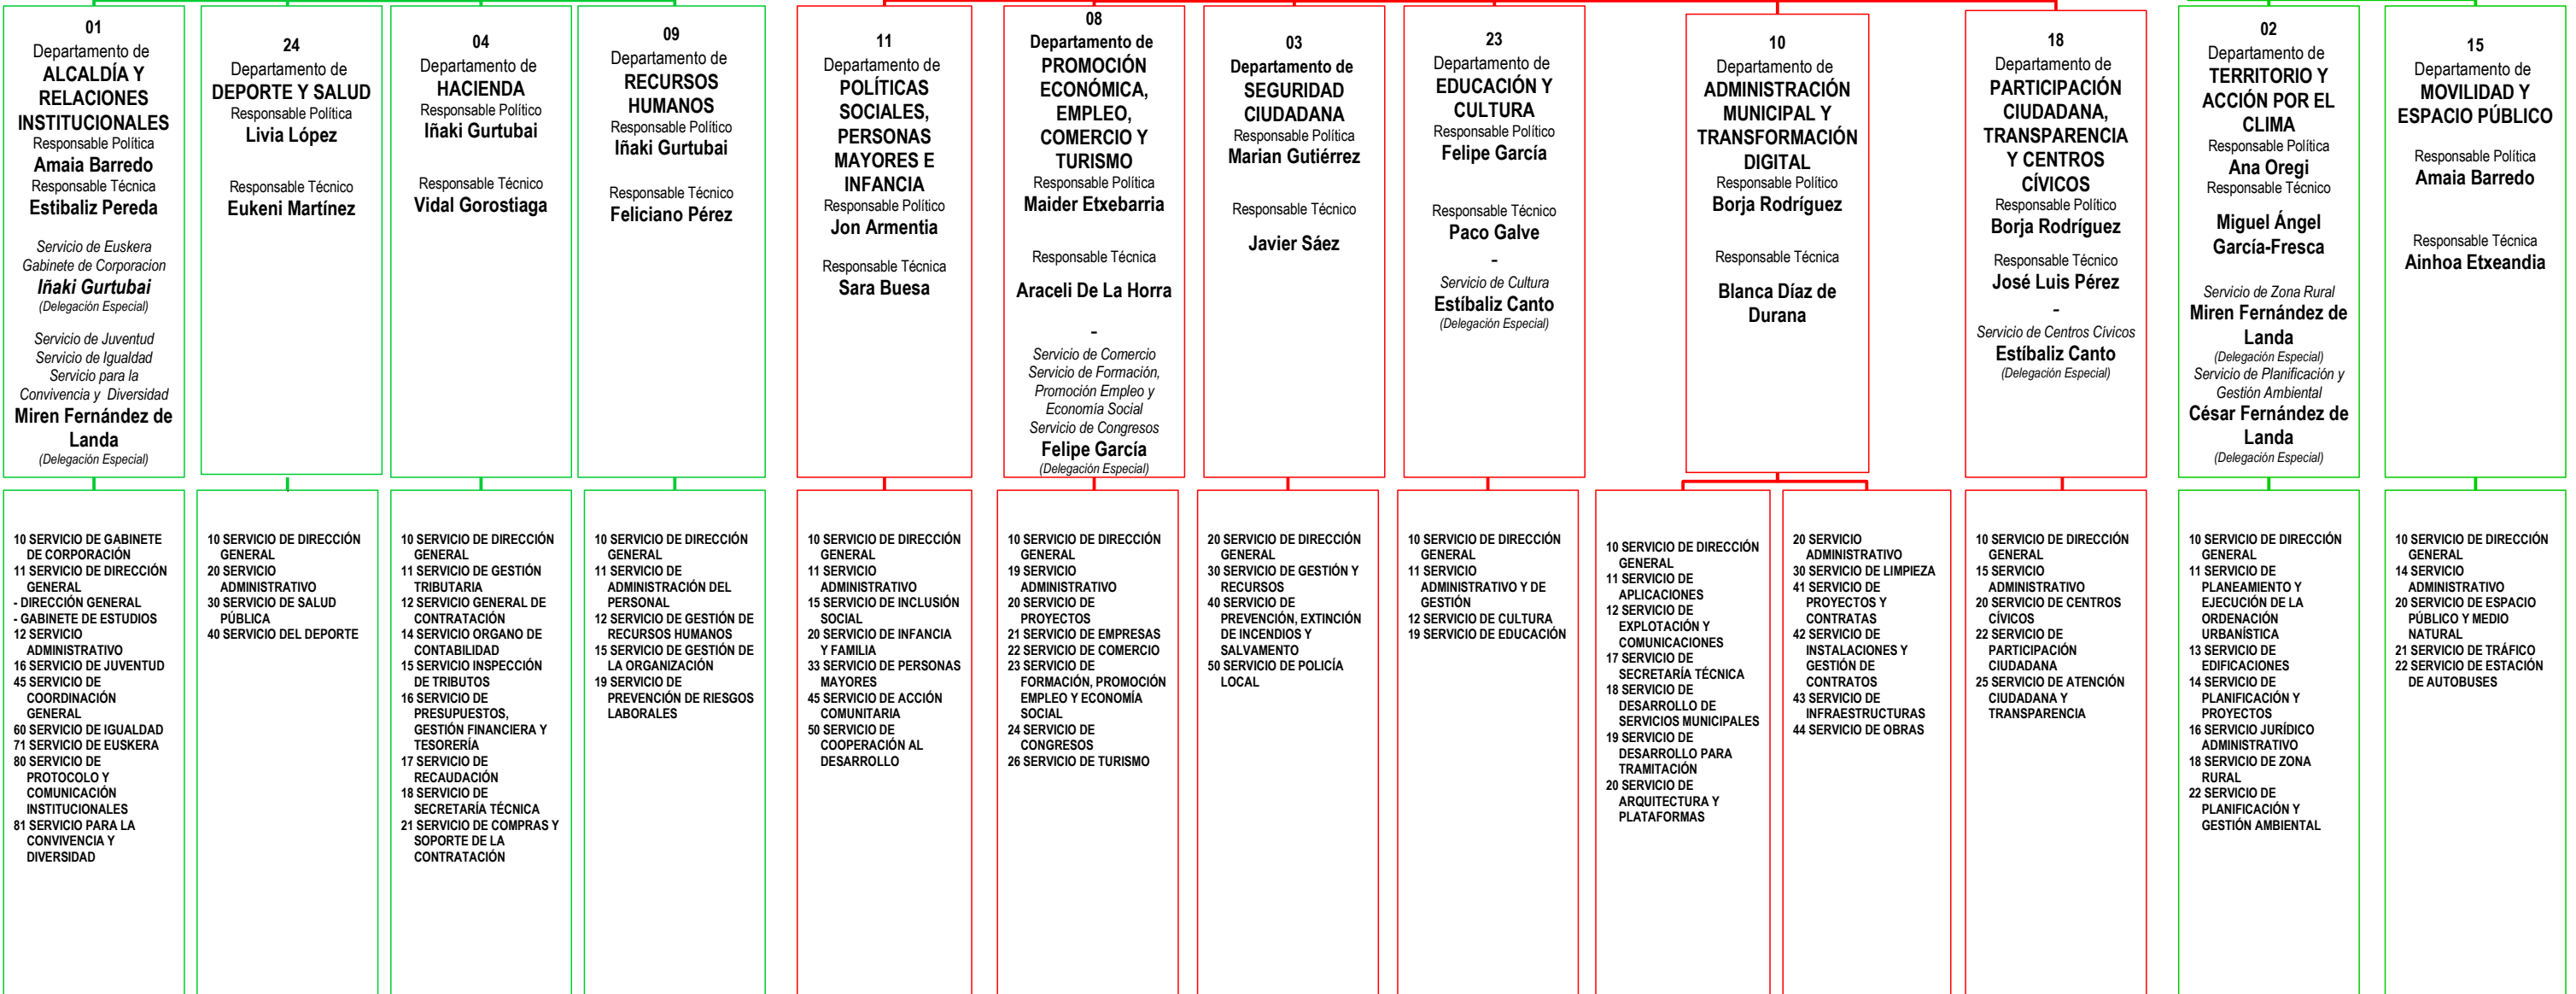 01
Departamento de
ALCALDÍA Y
RELACIONES
INSTITUCIONALES
Responsable Política
Amaia Barredo
Responsable Técnica
Estibaliz Pereda
Servicio de Euskera
Gabinete de Corporacion
Iñaki Gurtubai
(Delegación Especial)
Servicio de Juventud
Servicio de Igualdad
Servicio para la
Convivencia y Diversidad
Miren Fernández de
Landa
(Delegación Especial)
24
Departamento de
DEPORTE Y SALUD
Responsable Política
Livia López
Responsable Técnico
Eukeni Martínez
04
Departamento de
HACIENDA
Responsable Político
Iñaki Gurtubai
Responsable Técnico
Vidal Gorostiaga
09
Departamento de
RECURSOS
HUMANOS
Responsable Político
Iñaki Gurtubai
Responsable Técnico
Feliciano Pérez
11
Departamento de
POLÍTICAS
SOCIALES,
PERSONAS
MAYORES E
INFANCIA
Responsable Político
Jon Armentia
Responsable Técnica
Sara Buesa
08
Departamento de
PROMOCIÓN
ECONÓMICA,
EMPLEO,
COMERCIO Y
TURISMO
Responsable Política
Maider Etxebarria
Responsable Técnica
Araceli De La Horra
-
Servicio de Comercio
Servicio de Formación,
Promoción Empleo y
Economía Social
Servicio de Congresos
Felipe García
(Delegación Especial)
03
Departamento de
SEGURIDAD
CIUDADANA
Responsable Política
Marian Gutiérrez
Responsable Técnico
Javier Sáez
23
Departamento de
EDUCACIÓN Y
CULTURA
Responsable Político
Felipe García
Responsable Técnico
Paco Galve
-
Servicio de Cultura
Estíbaliz Canto
(Delegación Especial)
10
Departamento de
ADMINISTRACIÓN
MUNICIPAL Y
TRANSFORMACIÓN
DIGITAL
Responsable Político
Borja Rodríguez
Responsable Técnica
Blanca Díaz de
Durana
18
Departamento de
PARTICIPACIÓN
CIUDADANA,
TRANSPARENCIA
Y CENTROS
CÍVICOS
Responsable Político
Borja Rodríguez
Responsable Técnico
José Luis Pérez
-
Servicio de Centros Cívicos
Estíbaliz Canto
(Delegación Especial)
02
Departamento de
TERRITORIO Y
ACCIÓN POR EL
CLIMA
Responsable Política
Ana Oregi
Responsable Técnico
Miguel Ángel
García-Fresca
Servicio de Zona Rural
Miren Fernández de
Landa
(Delegación Especial)
Servicio de Planificación y
Gestión Ambiental
César Fernández de
Landa
(Delegación Especial)
15
Departamento de
MOVILIDAD Y
ESPACIO PÚBLICO
Responsable Política
Amaia Barredo
Responsable Técnica
Ainhoa Etxeandia
10 SERVICIO DE GABINETE
DE CORPORACIÓN
11 SERVICIO DE DIRECCIÓN
GENERAL
- DIRECCIÓN GENERAL
- GABINETE DE ESTUDIOS
12 SERVICIO
ADMINISTRATIVO
16 SERVICIO DE JUVENTUD
45 SERVICIO DE
COORDINACIÓN
GENERAL
60 SERVICIO DE IGUALDAD
71 SERVICIO DE EUSKERA
80 SERVICIO DE
PROTOCOLO Y
COMUNICACIÓN
INSTITUCIONALES
81 SERVICIO PARA LA
CONVIVENCIA Y
DIVERSIDAD
10 SERVICIO DE DIRECCIÓN
GENERAL
20 SERVICIO
ADMINISTRATIVO
30 SERVICIO DE SALUD
PÚBLICA
40 SERVICIO DEL DEPORTE
10 SERVICIO DE DIRECCIÓN
GENERAL
11 SERVICIO DE GESTIÓN
TRIBUTARIA
12 SERVICIO GENERAL DE
CONTRATACIÓN
14 SERVICIO ORGANO DE
CONTABILIDAD
15 SERVICIO INSPECCIÓN
DE TRIBUTOS
16 SERVICIO DE
PRESUPUESTOS,
GESTIÓN FINANCIERA Y
TESORERÍA
17 SERVICIO DE
RECAUDACIÓN
18 SERVICIO DE
SECRETARÍA TÉCNICA
21 SERVICIO DE COMPRAS Y
SOPORTE DE LA
CONTRATACIÓN
10 SERVICIO DE DIRECCIÓN
GENERAL
11 SERVICIO DE
ADMINISTRACIÓN DEL
PERSONAL
12 SERVICIO DE GESTIÓN DE
RECURSOS HUMANOS
15 SERVICIO DE GESTIÓN DE
LA ORGANIZACIÓN
19 SERVICIO DE
PREVENCIÓN DE RIESGOS
LABORALES
10 SERVICIO DE DIRECCIÓN
GENERAL
11 SERVICIO
ADMINISTRATIVO
15 SERVICIO DE INCLUSIÓN
SOCIAL
20 SERVICIO DE INFANCIA
Y FAMILIA
33 SERVICIO DE PERSONAS
MAYORES
45 SERVICIO DE ACCIÓN
COMUNITARIA
50 SERVICIO DE
COOPERACIÓN AL
DESARROLLO
10 SERVICIO DE DIRECCIÓN
GENERAL
19 SERVICIO
ADMINISTRATIVO
20 SERVICIO DE
PROYECTOS
21 SERVICIO DE EMPRESAS
22 SERVICIO DE COMERCIO
23 SERVICIO DE
FORMACIÓN, PROMOCIÓN
EMPLEO Y ECONOMÍA
SOCIAL
24 SERVICIO DE
CONGRESOS
26 SERVICIO DE TURISMO
20 SERVICIO DE DIRECCIÓN
GENERAL
30 SERVICIO DE GESTIÓN Y
RECURSOS
40 SERVICIO DE
PREVENCIÓN, EXTINCIÓN
DE INCENDIOS Y
SALVAMENTO
50 SERVICIO DE POLICÍA
LOCAL
10 SERVICIO DE DIRECCIÓN
GENERAL
11 SERVICIO
ADMINISTRATIVO Y DE
GESTIÓN
12 SERVICIO DE CULTURA
19 SERVICIO DE EDUCACIÓN
10 SERVICIO DE DIRECCIÓN
GENERAL
11 SERVICIO DE
APLICACIONES
12 SERVICIO DE
EXPLOTACIÓN Y
COMUNICACIONES
17 SERVICIO DE
SECRETARÍA TÉCNICA
18 SERVICIO DE
DESARROLLO DE
SERVICIOS MUNICIPALES
19 SERVICIO DE
DESARROLLO PARA
TRAMITACIÓN
20 SERVICIO DE
ARQUITECTURA Y
PLATAFORMAS
20 SERVICIO
ADMINISTRATIVO
30 SERVICIO DE LIMPIEZA
41 SERVICIO DE
PROYECTOS Y
CONTRATAS
42 SERVICIO DE
INSTALACIONES Y
GESTIÓN DE
CONTRATOS
43 SERVICIO DE
INFRAESTRUCTURAS
44 SERVICIO DE OBRAS
10 SERVICIO DE DIRECCIÓN
GENERAL
15 SERVICIO
ADMINISTRATIVO
20 SERVICIO DE CENTROS
CÍVICOS
22 SERVICIO DE
PARTICIPACIÓN
CIUDADANA
25 SERVICIO DE ATENCIÓN
CIUDADANA Y
TRANSPARENCIA
10 SERVICIO DE DIRECCIÓN
GENERAL
11 SERVICIO DE
PLANEAMIENTO Y
EJECUCIÓN DE LA
ORDENACIÓN
URBANÍSTICA
13 SERVICIO DE
EDIFICACIONES
14 SERVICIO DE
PLANIFICACIÓN Y
PROYECTOS
16 SERVICIO JURÍDICO
ADMINISTRATIVO
18 SERVICIO DE ZONA
RURAL
22 SERVICIO DE
PLANIFICACIÓN Y
GESTIÓN AMBIENTAL
10 SERVICIO DE DIRECCIÓN
GENERAL
14 SERVICIO
ADMINISTRATIVO
20 SERVICIO DE ESPACIO
PÚBLICO Y MEDIO
NATURAL
21 SERVICIO DE TRÁFICO
22 SERVICIO DE ESTACIÓN
DE AUTOBUSES